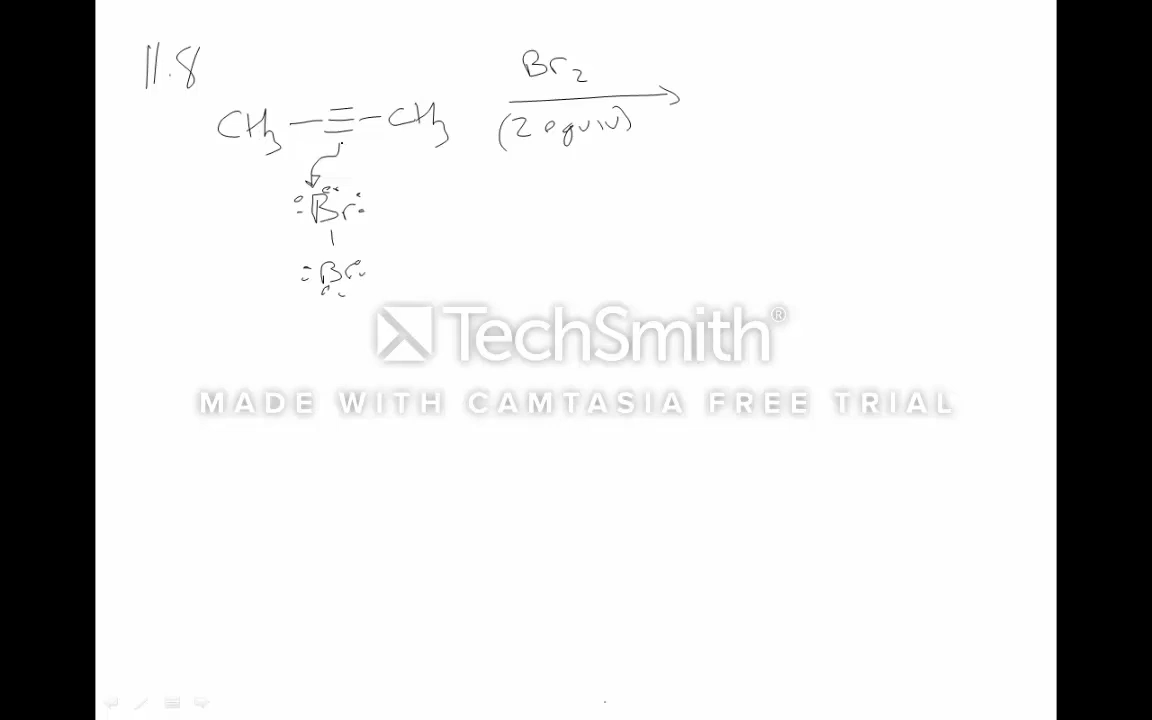 11.8
Br2
CH3 — ≡ — CH3
(2 equiv)
:Br:
:Br:
TechSmith®
MADE WITH CAMTASIA FREE TRIAL